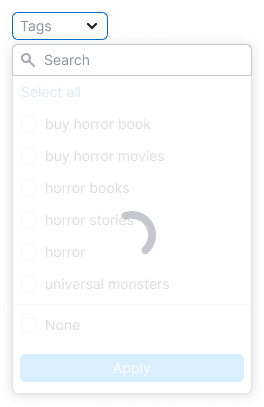 Tags
Search
Select all
buy horror book
buy horror movies
horror books
horror stories
horror
universal monsters
None
Apply